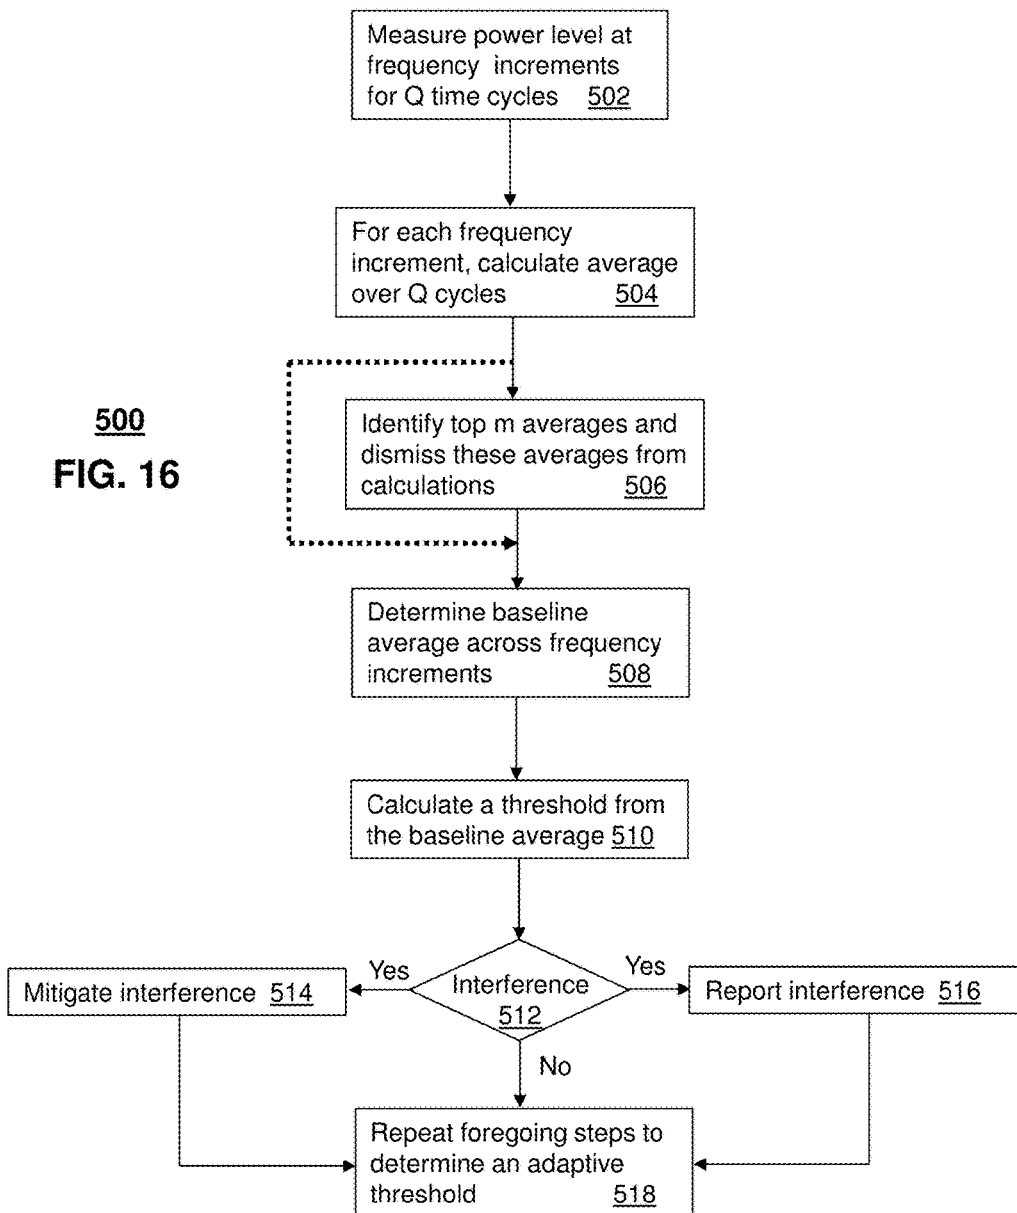 Measure power level at
frequency increments
for Q time cycles 502
For each frequency
increment, calculate average
over Q cycles 504
500
FIG. 16
Identify top m averages and
dismiss these averages from
calculations 506
Determine baseline
average across frequency
increments 508
Calculate a threshold from
the baseline average 510
Yes
Interference
512
Yes
Mitigate interference 514
Report interference 516
No
Repeat foregoing steps to
determine an adaptive
threshold 518